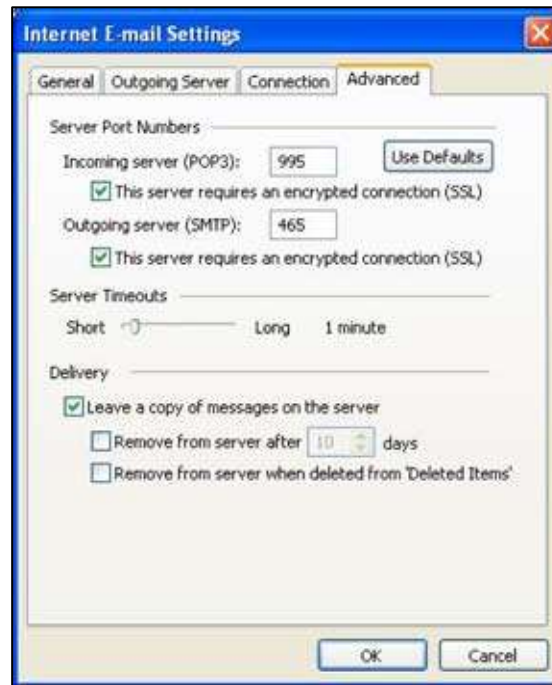 Internet E-mail Settings
General Outgoing Server Connection Advanced
Server Port Numbers
Incoming server (POP3): 995 Use Defaults
This server requires an encrypted connection (SSL)
Outgoing server (SMTP): 465
This server requires an encrypted connection (SSL)
Server Timeouts
Short Long 1 minute
Delivery
Leave a copy of messages on the server
Remove from server after 10 days
Remove from server when deleted from 'Deleted Items'
OK Cancel